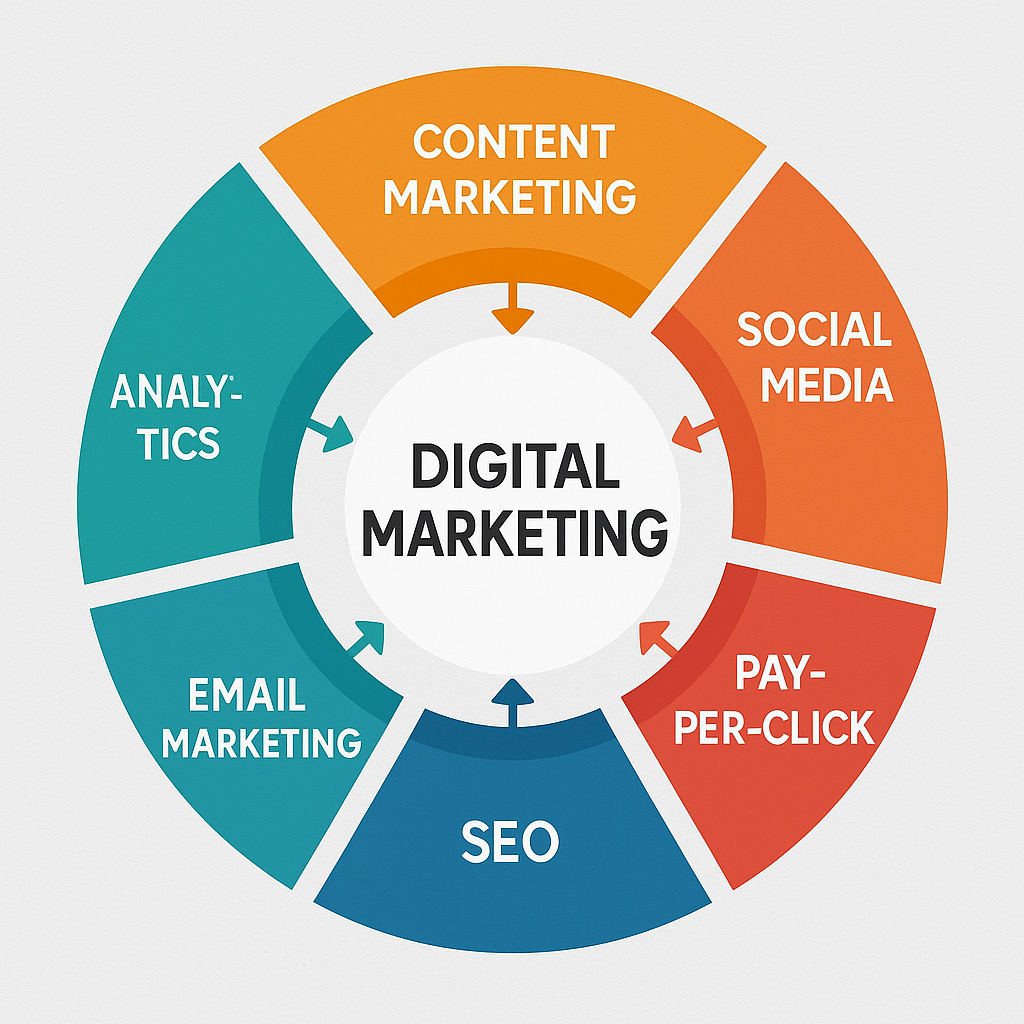 CONTENT
MARKETING
SOCIAL
MEDIA
PAY-
PER-CLICK
SEO
EMAIL
MARKETING
ANALY-
TICS
DIGITAL
MARKETING